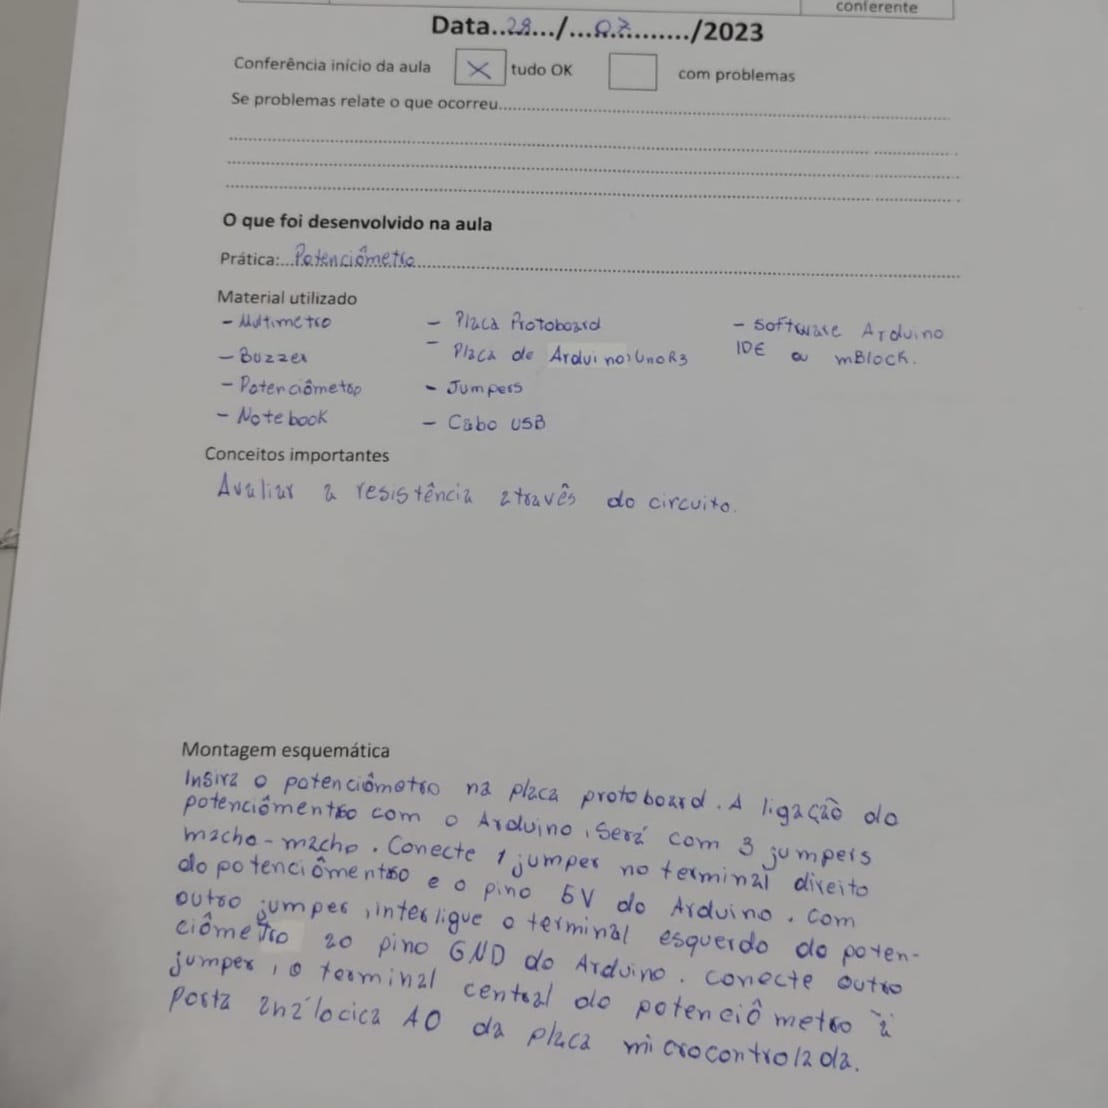 conferente
Data..28.../...07.........../2023
Conferência início da aula X tudo OK com problemas
Se problemas relate o que ocorreu..........
O que foi desenvolvido na aula
Prática:...Potenciômetro..........
Material utilizado
- Multimetro - Placa Protoboard - software Arduino
- Buzzer - Placa de Arduino Uno R3 IDE ou mBlock.
- Potenciômetro - Jumpers
- Notebook - Cabo USB
Conceitos importantes
Avaliar a resistência atravês do circuito.
Montagem esquemática
Insira o potenciômetro na placa protoboard. A ligação do
potenciômentro com o Arduino, Será com 3 jumpers
macho-macho. Conecte 1 jumper no terminal direito
do potenciômentro e o pino 5V do Arduino. Com
outro jumper, interligue o terminal esquerdo do poten-
ciômetro ao pino GND do Arduino. conecte outro
jumper, o terminal central do potenciômetro à
porta análocica A0 da placa microcontrolada.